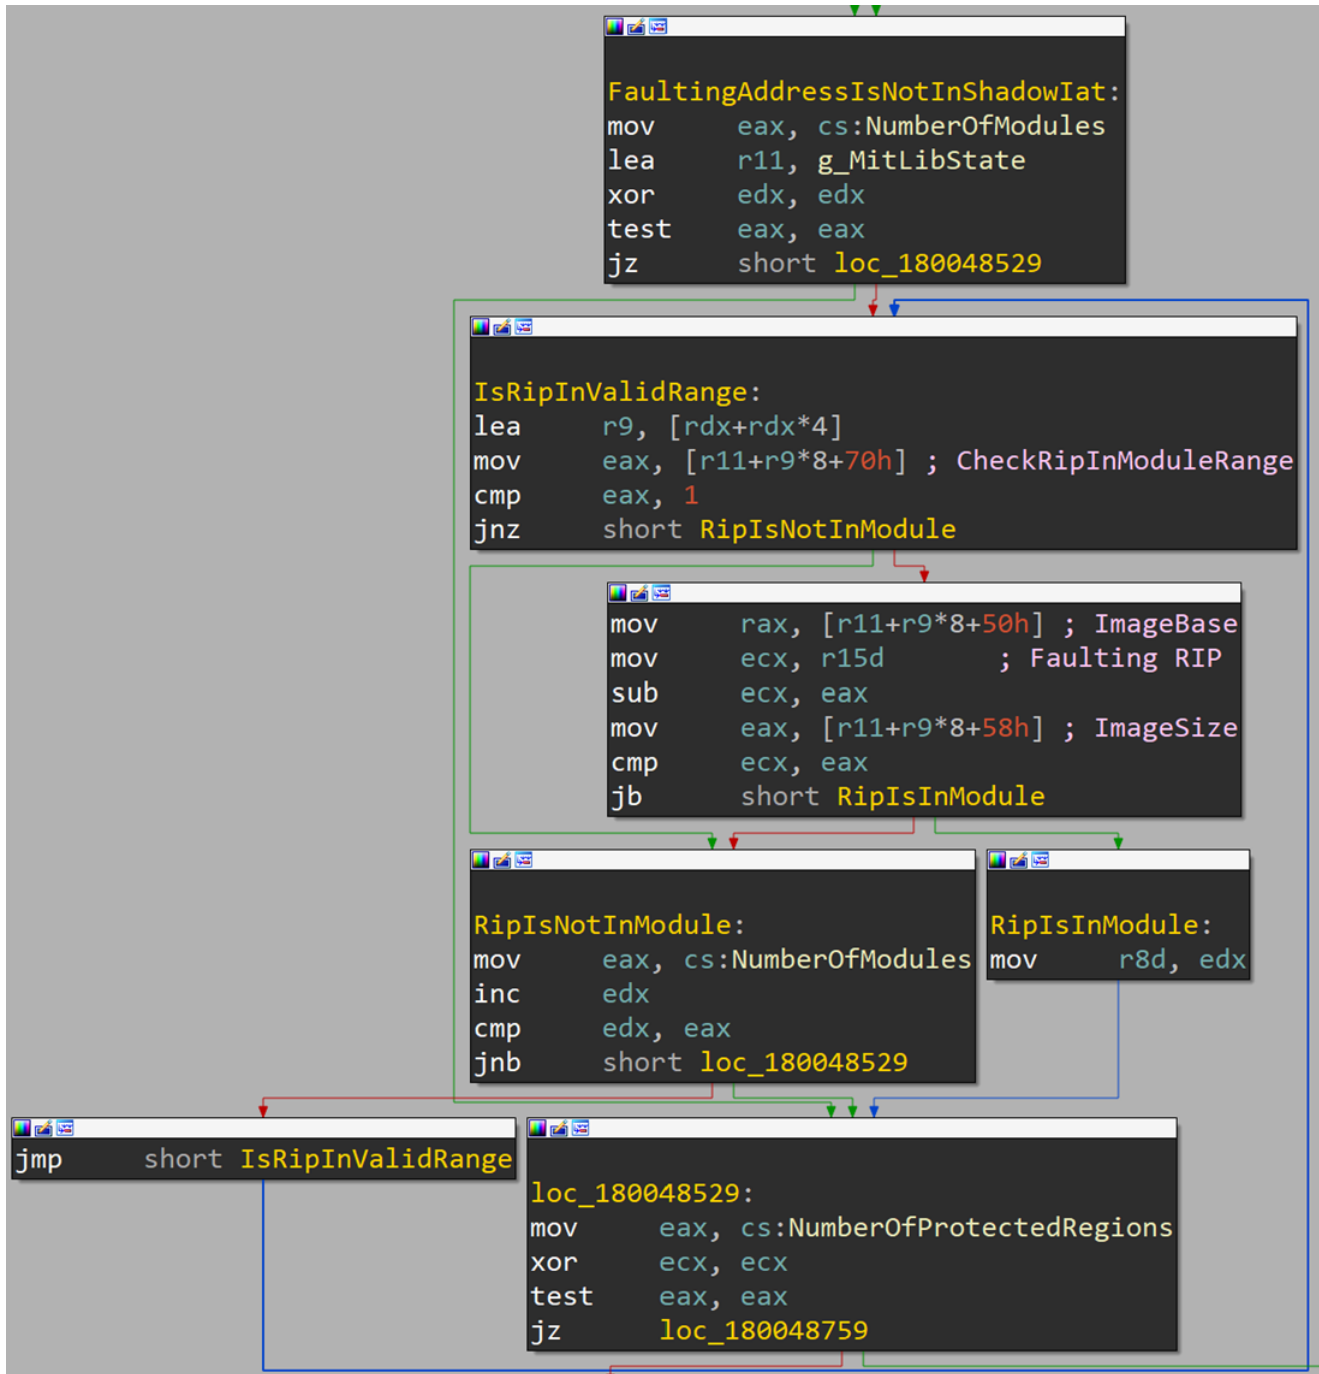 FaultingAddressIsNotInShadowIat:
mov eax, cs:NumberOfModules
lea r11, g_MitLibState
xor edx, edx
test eax, eax
jz short loc_180048529
IsRipInValidRange:
lea r9, [rdx+rdx*4]
mov eax, [r11+r9*8+70h] ; CheckRipInModuleRange
cmp eax, 1
jnz short RipIsNotInModule
mov rax, [r11+r9*8+50h] ; ImageBase
mov ecx, r15d ; Faulting RIP
sub ecx, eax
mov eax, [r11+r9*8+58h] ; ImageSize
cmp ecx, eax
jb short RipIsInModule
RipIsNotInModule:
mov eax, cs:NumberOfModules
inc edx
cmp edx, eax
jnb short loc_180048529
RipIsInModule:
mov r8d, edx
jmp short IsRipInValidRange
loc_180048529:
mov eax, cs:NumberOfProtectedRegions
xor ecx, ecx
test eax, eax
jz loc_180048759